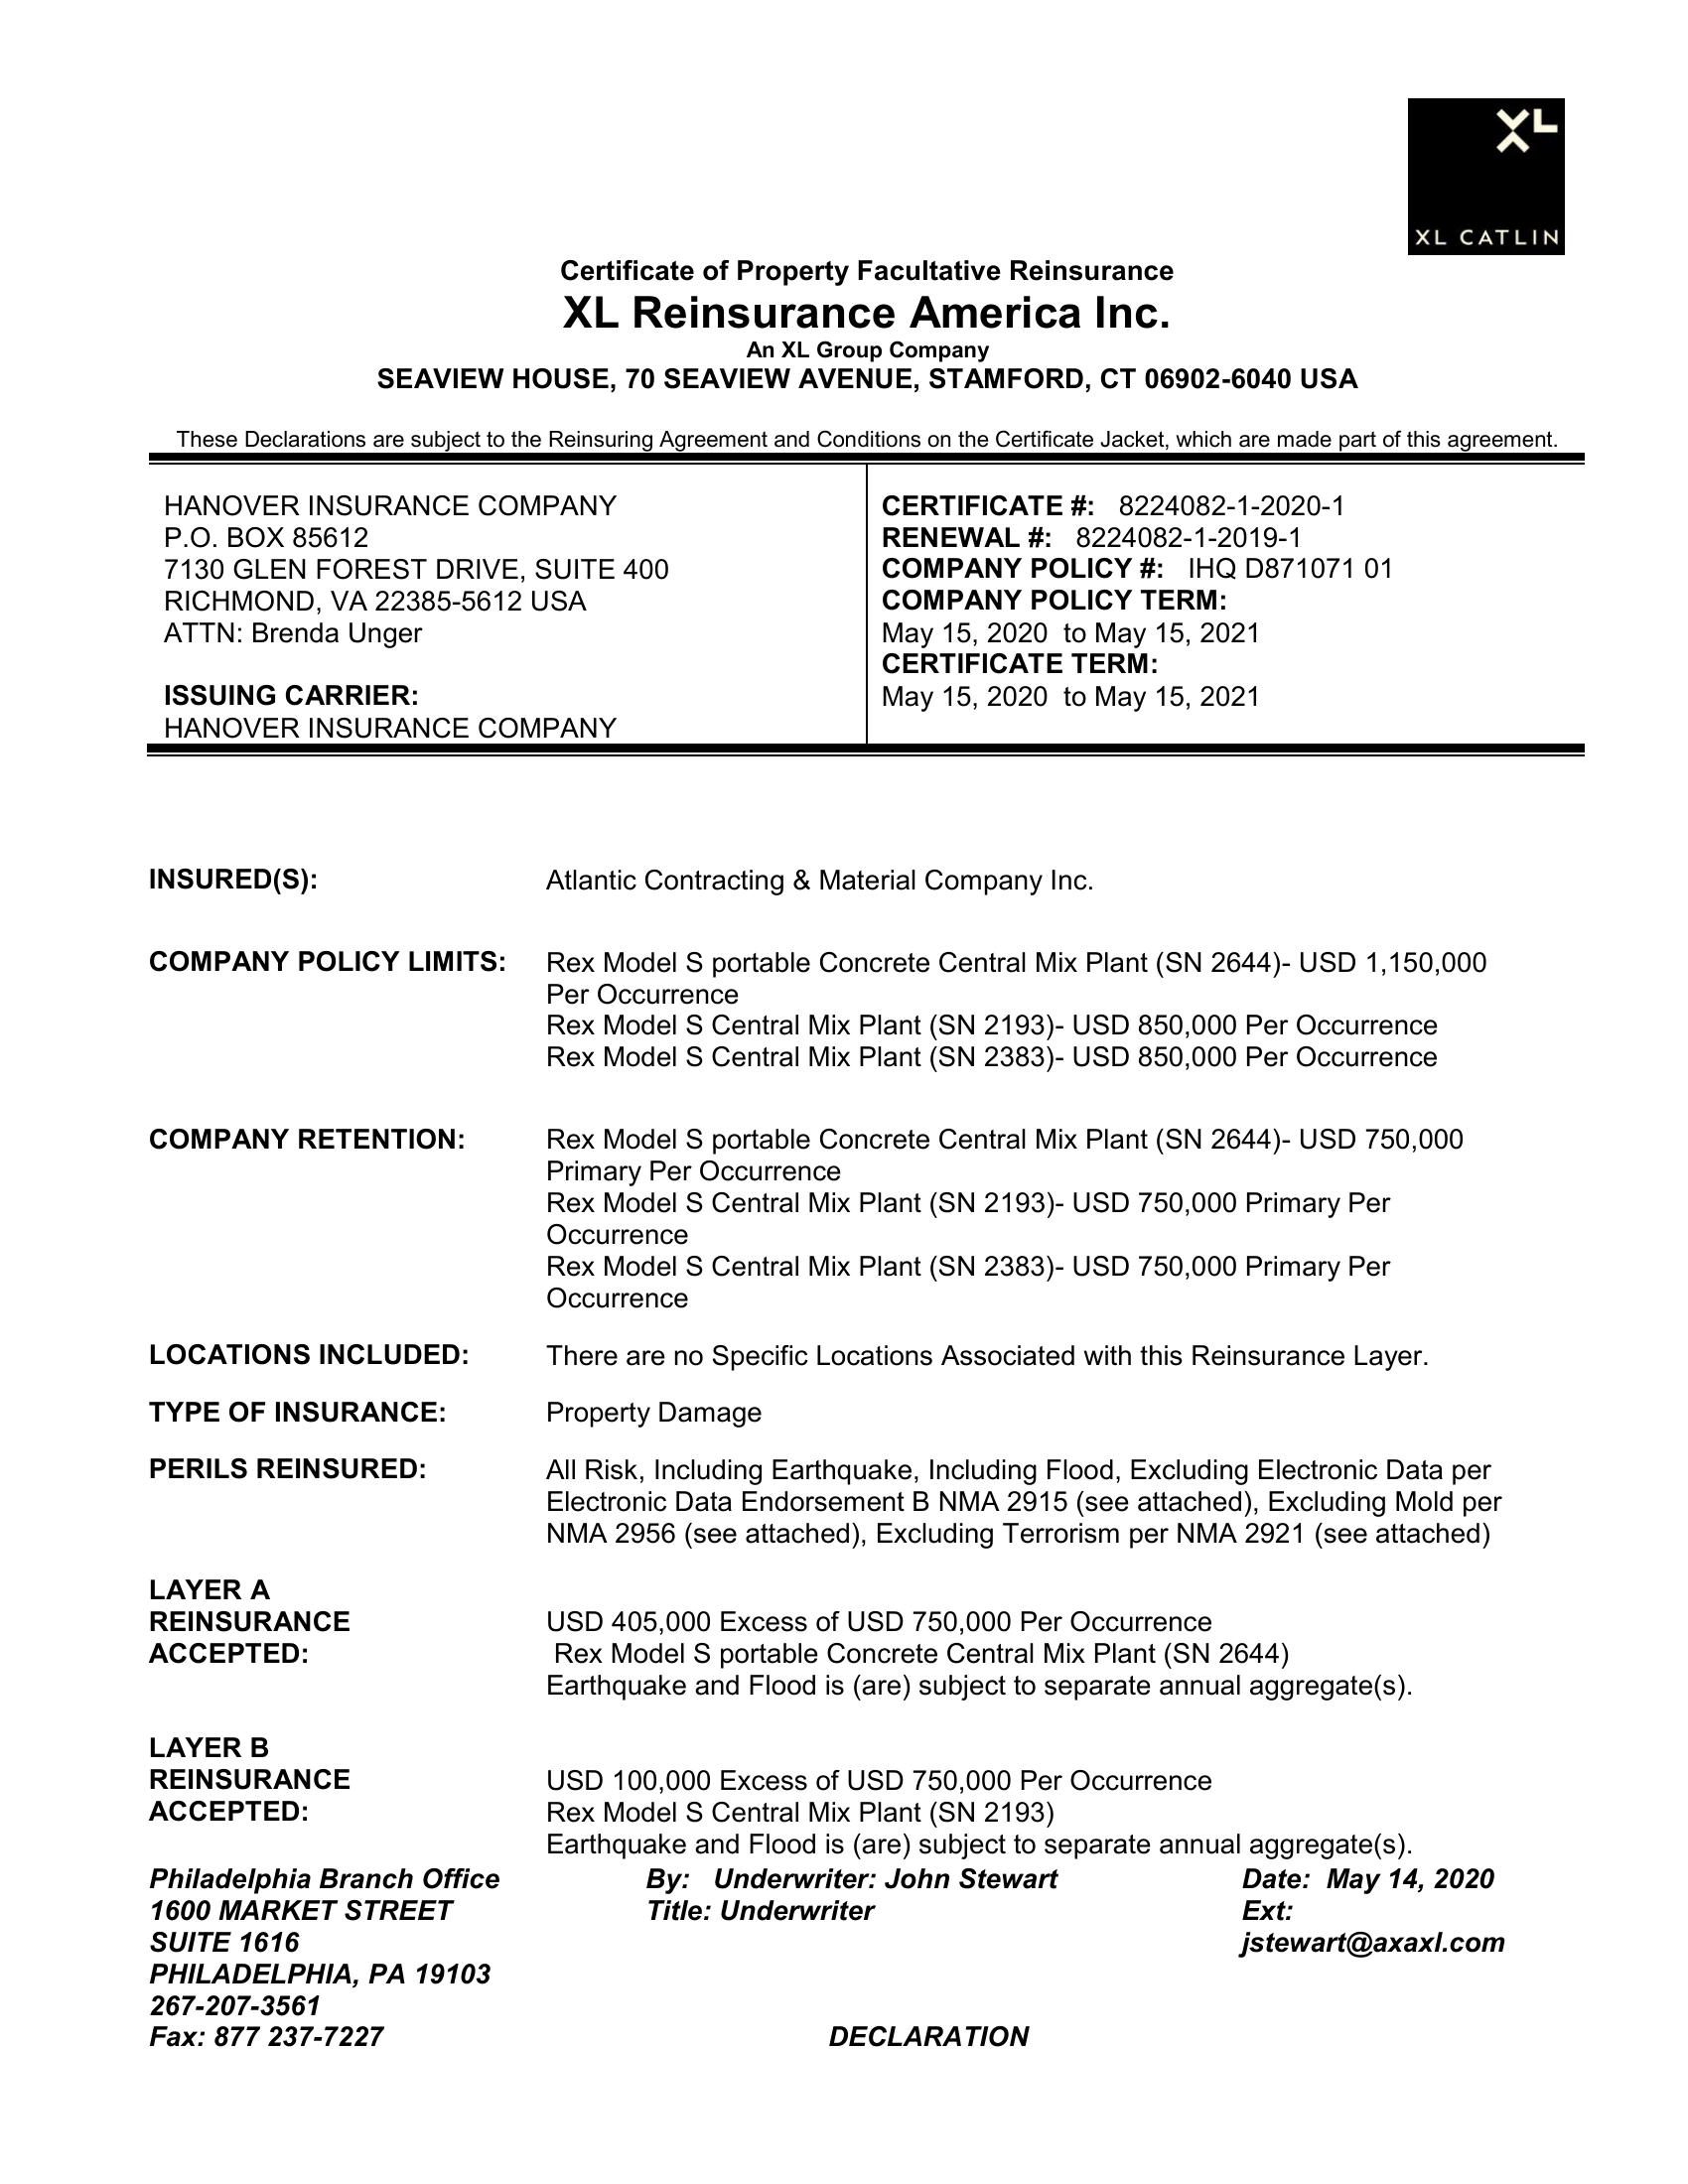 XL
XL CATLIN
Certificate of Property Facultative Reinsurance
XL Reinsurance America Inc.
An XL Group Company
SEAVIEW HOUSE, 70 SEAVIEW AVENUE, STAMFORD, CT 06902-6040 USA
These Declarations are subject to the Reinsuring Agreement and Conditions on the Certificate Jacket, which are made part of this agreement.
HANOVER INSURANCE COMPANY
P.O. BOX 85612
7130 GLEN FOREST DRIVE, SUITE 400
RICHMOND, VA 22385-5612 USA
ATTN: Brenda Unger
ISSUING CARRIER:
HANOVER INSURANCE COMPANY
CERTIFICATE #: 8224082-1-2020-1
RENEWAL #: 8224082-1-2019-1
COMPANY POLICY #: IHQ D871071 01
COMPANY POLICY TERM:
May 15, 2020 to May 15, 2021
CERTIFICATE TERM:
May 15, 2020 to May 15, 2021
INSURED(S): Atlantic Contracting & Material Company Inc.
COMPANY POLICY LIMITS: Rex Model S portable Concrete Central Mix Plant (SN 2644)- USD 1,150,000
Per Occurrence
Rex Model S Central Mix Plant (SN 2193)- USD 850,000 Per Occurrence
Rex Model S Central Mix Plant (SN 2383)- USD 850,000 Per Occurrence
COMPANY RETENTION: Rex Model S portable Concrete Central Mix Plant (SN 2644)- USD 750,000
Primary Per Occurrence
Rex Model S Central Mix Plant (SN 2193)- USD 750,000 Primary Per
Occurrence
Rex Model S Central Mix Plant (SN 2383)- USD 750,000 Primary Per
Occurrence
LOCATIONS INCLUDED: There are no Specific Locations Associated with this Reinsurance Layer.
TYPE OF INSURANCE: Property Damage
PERILS REINSURED: All Risk, Including Earthquake, Including Flood, Excluding Electronic Data per
Electronic Data Endorsement B NMA 2915 (see attached), Excluding Mold per
NMA 2956 (see attached), Excluding Terrorism per NMA 2921 (see attached)
LAYER A
REINSURANCE USD 405,000 Excess of USD 750,000 Per Occurrence
ACCEPTED: Rex Model S portable Concrete Central Mix Plant (SN 2644)
Earthquake and Flood is (are) subject to separate annual aggregate(s).
LAYER B
REINSURANCE USD 100,000 Excess of USD 750,000 Per Occurrence
ACCEPTED: Rex Model S Central Mix Plant (SN 2193)
Earthquake and Flood is (are) subject to separate annual aggregate(s).
Philadelphia Branch Office By: Underwriter: John Stewart Date: May 14, 2020
1600 MARKET STREET Title: Underwriter Ext:
SUITE 1616 jstewart@axaxl.com
PHILADELPHIA, PA 19103
267-207-3561
Fax: 877 237-7227 DECLARATION